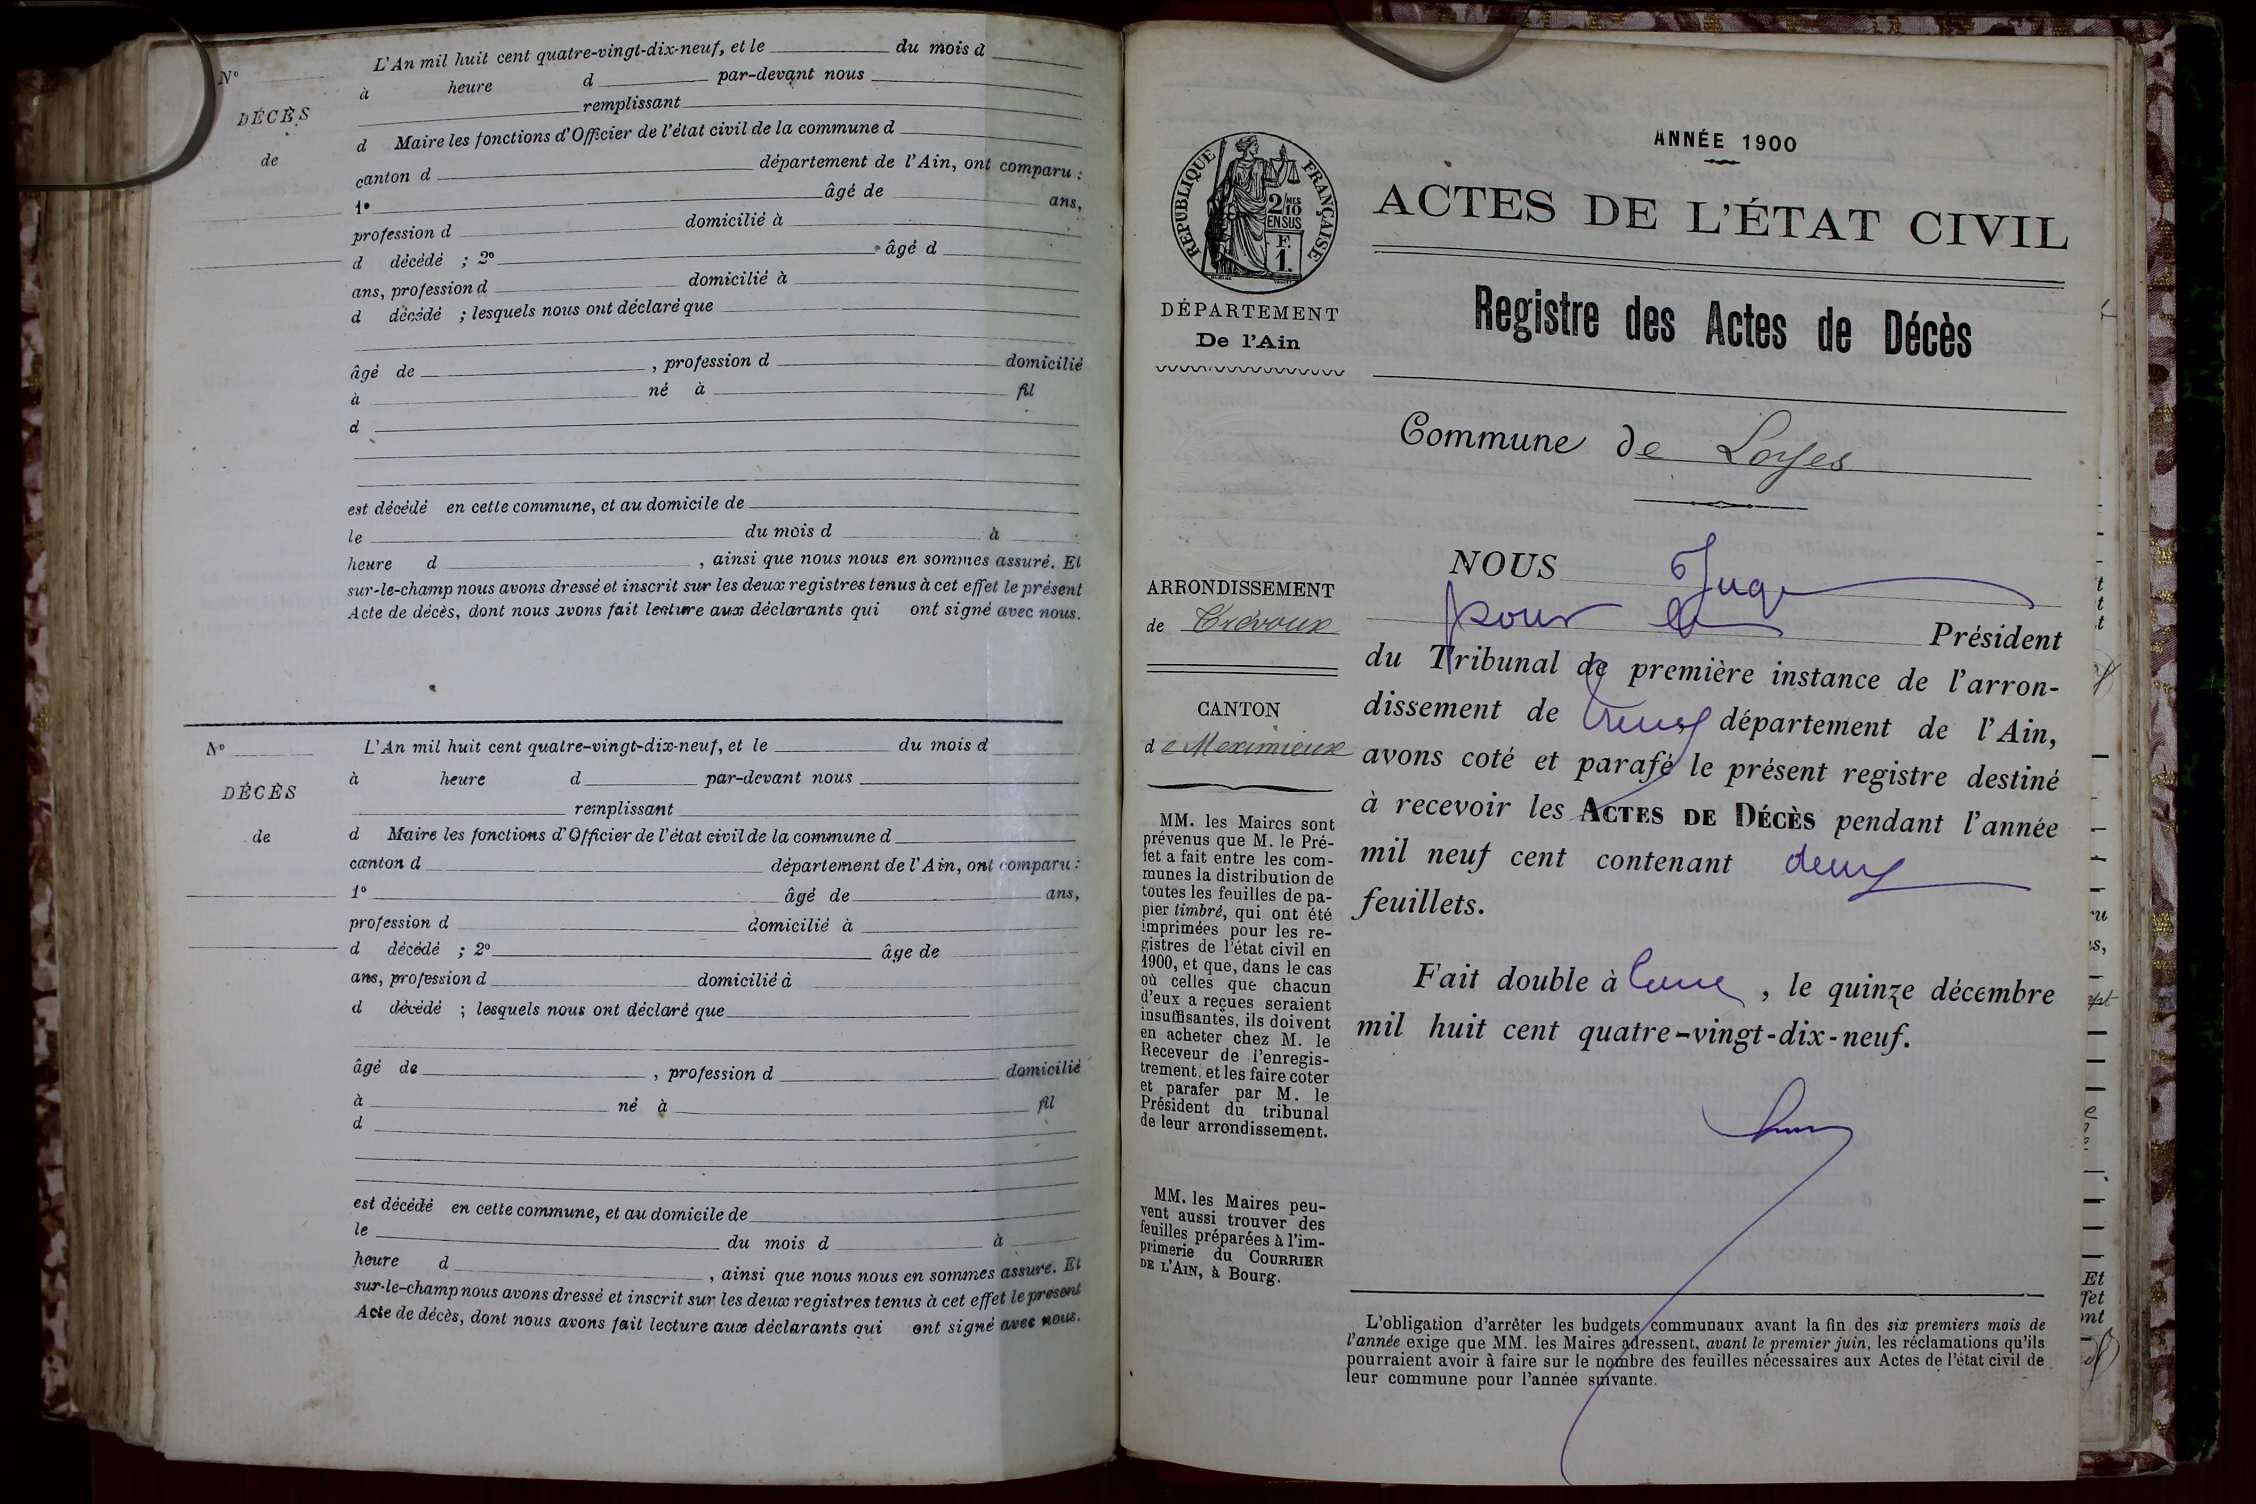 N°
L'An mil huit cent quatre-vingt-dix-neuf, et le du mois d
à heure d par-devant nous
DÉCÈS
remplissant
d Maire les fonctions d'Officier de l'état civil de la commune d
de
canton d département de l'Ain, ont comparu :
1° âgé de ans,
profession d domicilié à
d décédé ; 2° âgé d
ans, profession d domicilié à
d décédé ; lesquels nous ont déclaré que
âgé de , profession d domicilié
à né à fil
d
est décédé en cette commune, et au domicile de
le du mois d à
heure d , ainsi que nous nous en sommes assuré. Et
sur-le-champ nous avons dressé et inscrit sur les deux registres tenus à cet effet le présent
Acte de décès, dont nous avons fait lecture aux déclarants qui ont signé avec nous.
N°
L'An mil huit cent quatre-vingt-dix-neuf, et le du mois d
à heure d par-devant nous
DÉCÈS
remplissant
de
d Maire les fonctions d'Officier de l'état civil de la commune d
canton d département de l'Ain, ont comparu :
1° âgé de ans,
profession d domicilié à
d décédé ; 2° âge de
ans, profession d domicilié à
d décédé ; lesquels nous ont déclaré que
âgé de , profession d domicilié
à né à fil
d
est décédé en cette commune, et au domicile de
le du mois d à
heure d , ainsi que nous nous en sommes assuré. Et
sur-le-champ nous avons dressé et inscrit sur les deux registres tenus à cet effet le présent
Acte de décès, dont nous avons fait lecture aux déclarants qui ont signé avec nous.
RÉPUBLIQUE FRANÇAISE
2/MES
10
EN SUS
F.
1.
DÉPARTEMENT
De l'Ain
ARRONDISSEMENT
de Trévoux
CANTON
de Meximieux
MM. les Maires sont
prévenus que M. le Pré-
fet a fait entre les com-
munes la distribution de
toutes les feuilles de pa-
pier timbré, qui ont été
imprimées pour les re-
gistres de l'état civil en
1900, et que, dans le cas
où celles que chacun
d'eux a reçues seraient
insuffisantes, ils doivent
en acheter chez M. le
Receveur de l'enregis-
trement, et les faire coter
et parafer par M. le
Président du tribunal
de leur arrondissement.
MM. les Maires peu-
vent aussi trouver des
feuilles préparées à l'im-
primerie du COURRIER
DE L'AIN, à Bourg.
ANNÉE 1900
ACTES DE L'ÉTAT CIVIL
Registre des Actes de Décès
Commune de Loyes
NOUS Juge
pour le Président
du Tribunal de première instance de l'arron-
dissement de département de l'Ain,
avons coté et parafé le présent registre destiné
à recevoir les ACTES DE DÉCÈS pendant l'année
mil neuf cent contenant deux
feuillets.
Fait double à , le quinze décembre
mil huit cent quatre-vingt-dix-neuf.
L'obligation d'arrêter les budgets communaux avant la fin des six premiers mois de
l'année exige que MM. les Maires adressent, avant le premier juin, les réclamations qu'ils
pourraient avoir à faire sur le nombre des feuilles nécessaires aux Actes de l'état civil de
leur commune pour l'année suivante.